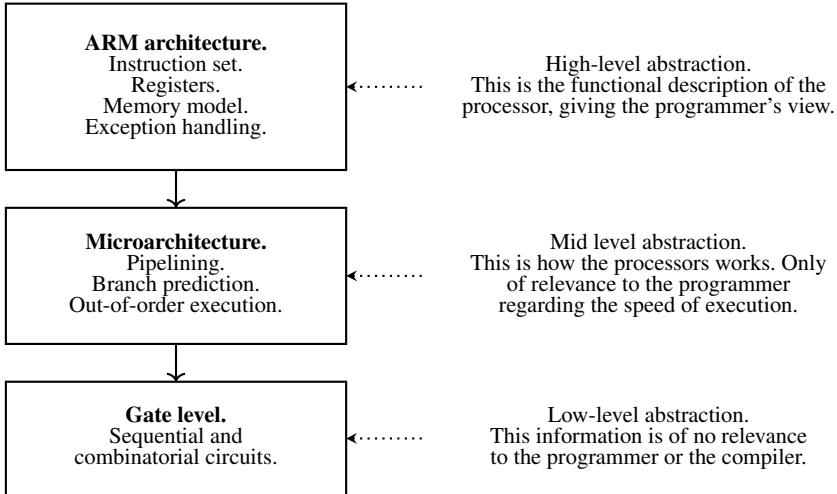 ARM architecture.
Instruction set.
Registers.
Memory model.
Exception handling.
High-level abstraction.
This is the functional description of the
processor, giving the programmer’s view.
Microarchitecture.
Pipelining.
Branch prediction.
Out-of-order execution.
Mid level abstraction.
This is how the processors works. Only
of relevance to the programmer
regarding the speed of execution.
Gate level.
Sequential and
combinatorial circuits.
Low-level abstraction.
This information is of no relevance
to the programmer or the compiler.